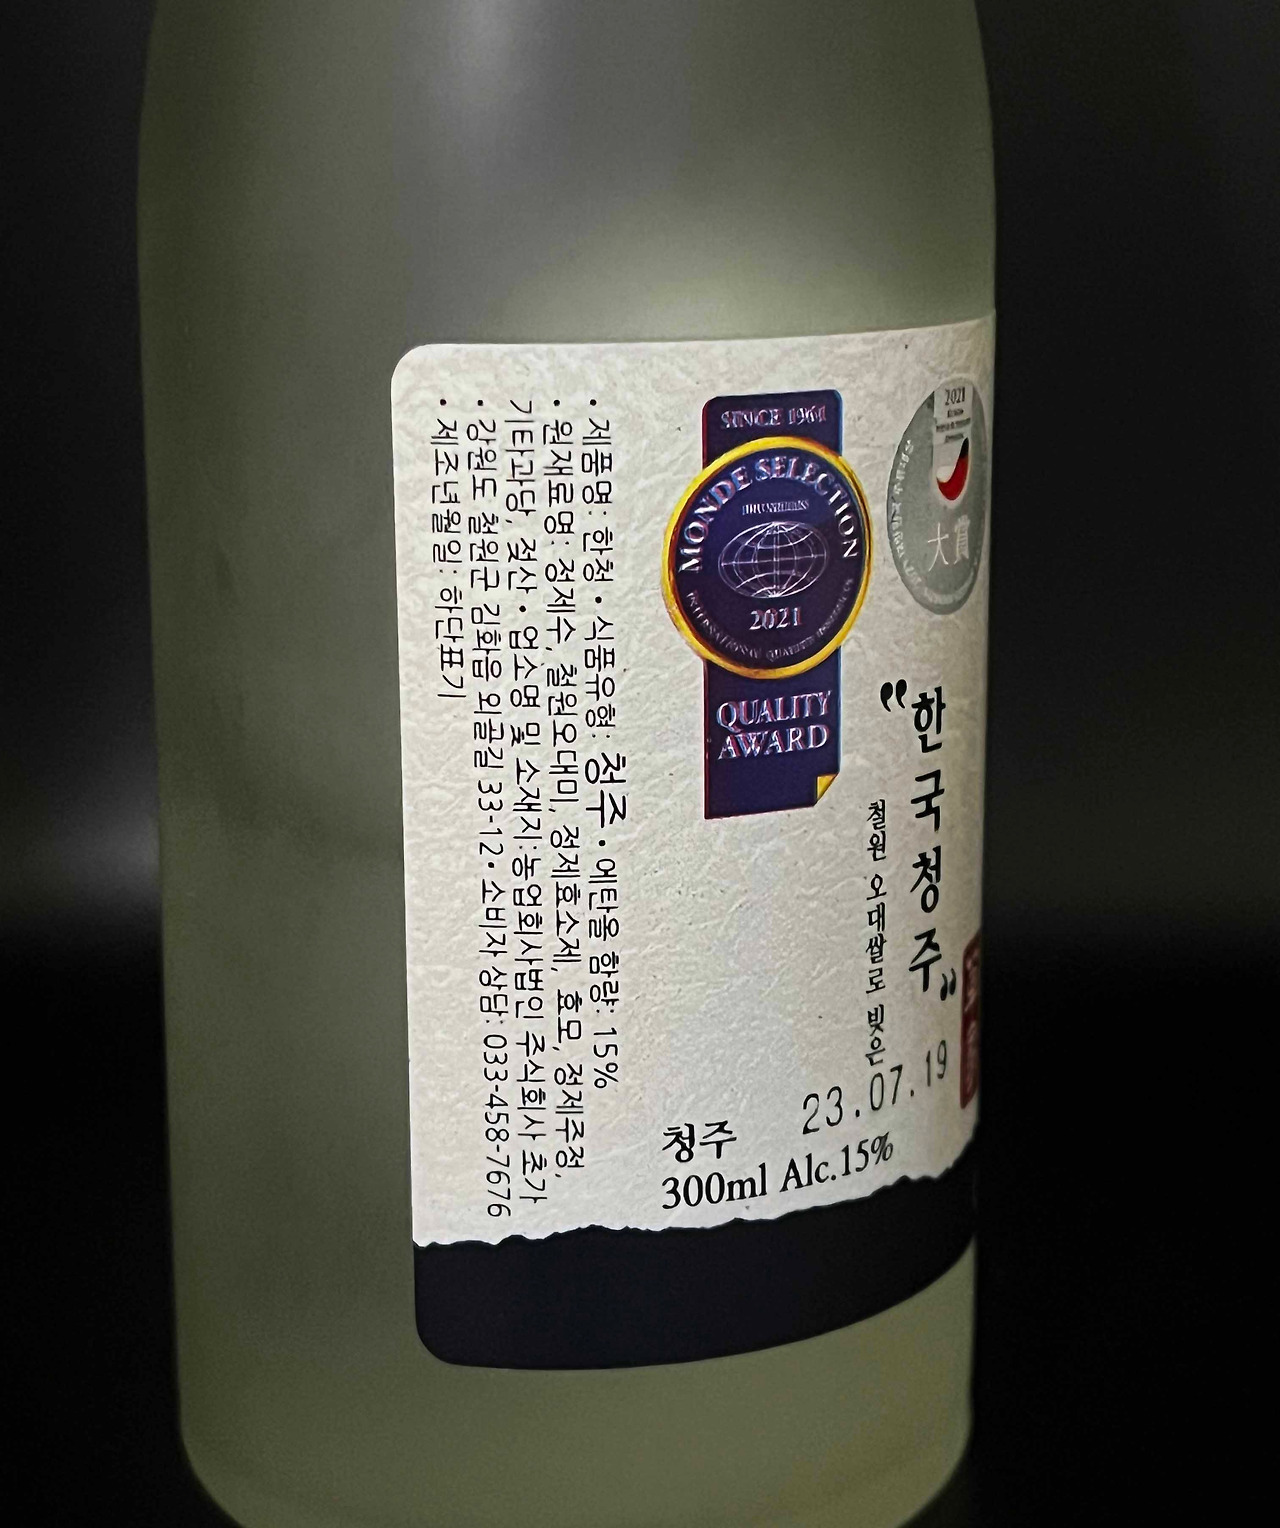 · 제품명: 한청 · 식품유형: 청주 · 에탄올 함량: 15%
· 원재료명: 정제수, 철원오대미, 정제효소제, 효모, 정제주정,
기타과당, 젖산 · 업소명 및 소재지:농업회사법인 주식회사 초가
· 강원도 철원군 김화읍 외골길 33-12 · 소비자 상담: 033-458-7676
· 제조년월일: 하단표기
SINCE 1961
MONDE SELECTION
BRUXELLES
2021
INTERNATIONAL QUALITY
QUALITY
AWARD
2021
大賞
"한국청주"
철원 오대쌀로 빚은
23.07.19
청주
300ml Alc.15%